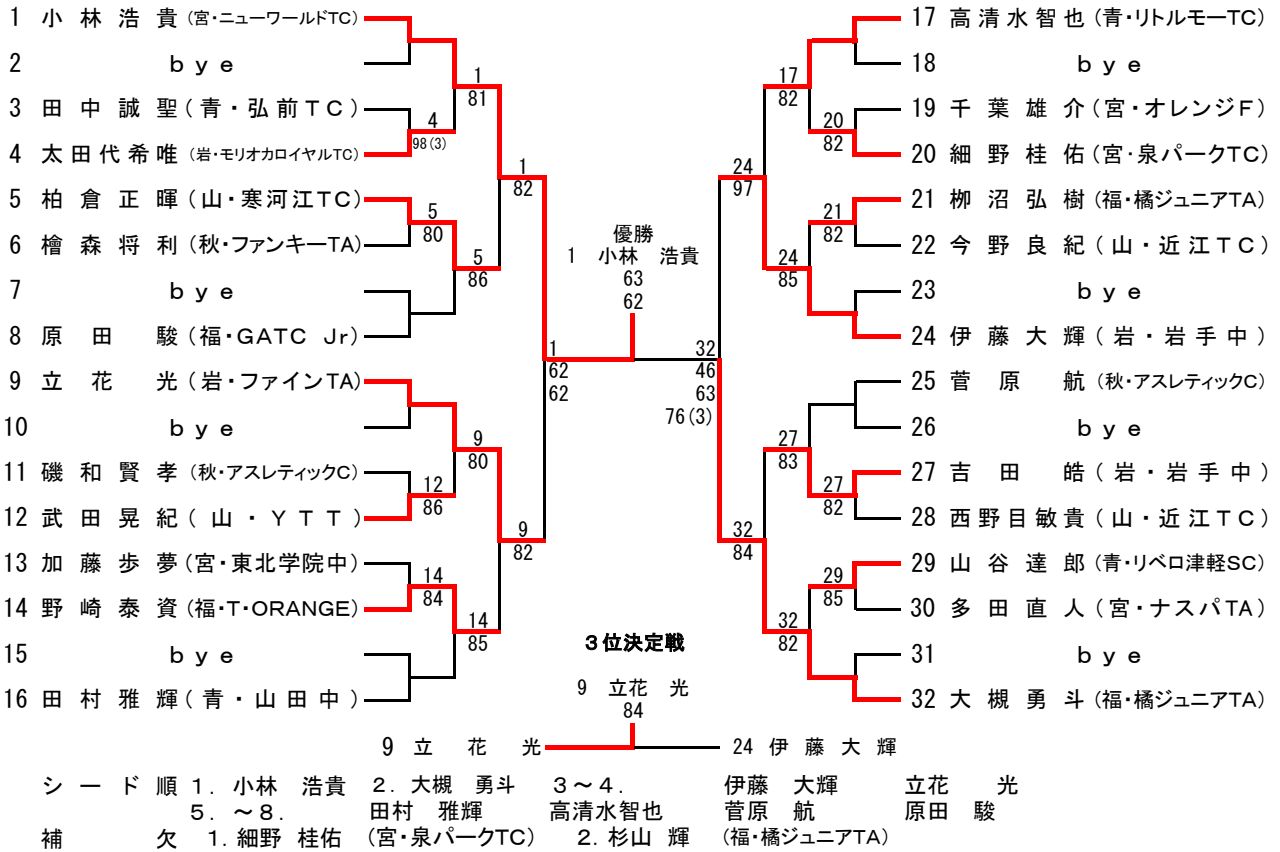 1 小 林 浩 貴 (宮・ニューワールドTC)
2 b y e
3 田 中 誠 聖 (青・弘前TC)
4 太 田 代 希 唯 (岩・モリオカロイヤルTC)
5 柏 倉 正 暉 (山・寒河江TC)
6 檜 森 将 利 (秋・ファンキーTA)
7 b y e
8 原 田 駿 (福・GATC Jr)
9 立 花 光 (岩・ファインTA)
10 b y e
11 磯 和 賢 孝 (秋・アスレティックC)
12 武 田 晃 紀 (山・YTT)
13 加 藤 歩 夢 (宮・東北学院中)
14 野 崎 泰 資 (福・T・ORANGE)
15 b y e
16 田 村 雅 輝 (青・山田中)
4
98(3)
5
80
12
86
14
84
1
81
5
86
9
80
14
85
1
82
9
82
1
62
62
優勝
1 小林 浩貴
63
62
32
46
63
76(3)
24
97
32
84
17
82
24
85
27
83
32
82
20
82
21
82
27
82
29
85
17 高 清 水 智 也 (青・リトルモーTC)
18 b y e
19 千 葉 雄 介 (宮・オレンジF)
20 細 野 桂 佑 (宮・泉パークTC)
21 栁 沼 弘 樹 (福・橘ジュニアTA)
22 今 野 良 紀 (山・近江TC)
23 b y e
24 伊 藤 大 輝 (岩・岩手中)
25 菅 原 航 (秋・アスレティックC)
26 b y e
27 吉 田 皓 (岩・岩手中)
28 西 野 目 敏 貴 (山・近江TC)
29 山 谷 達 郎 (青・リベロ津軽SC)
30 多 田 直 人 (宮・ナスパTA)
31 b y e
32 大 槻 勇 斗 (福・橘ジュニアTA)
3位決定戦
9 立花 光
84
9 立 花 光 24 伊 藤 大 輝
シ ー ド 順 1. 小林 浩貴 2. 大槻 勇斗 3～4. 伊藤 大輝 立花 光
5. ～8. 田村 雅輝 高清水智也 菅原 航 原田 駿
補 欠 1. 細野 桂佑 (宮・泉パークTC) 2. 杉山 輝 (福・橘ジュニアTA)